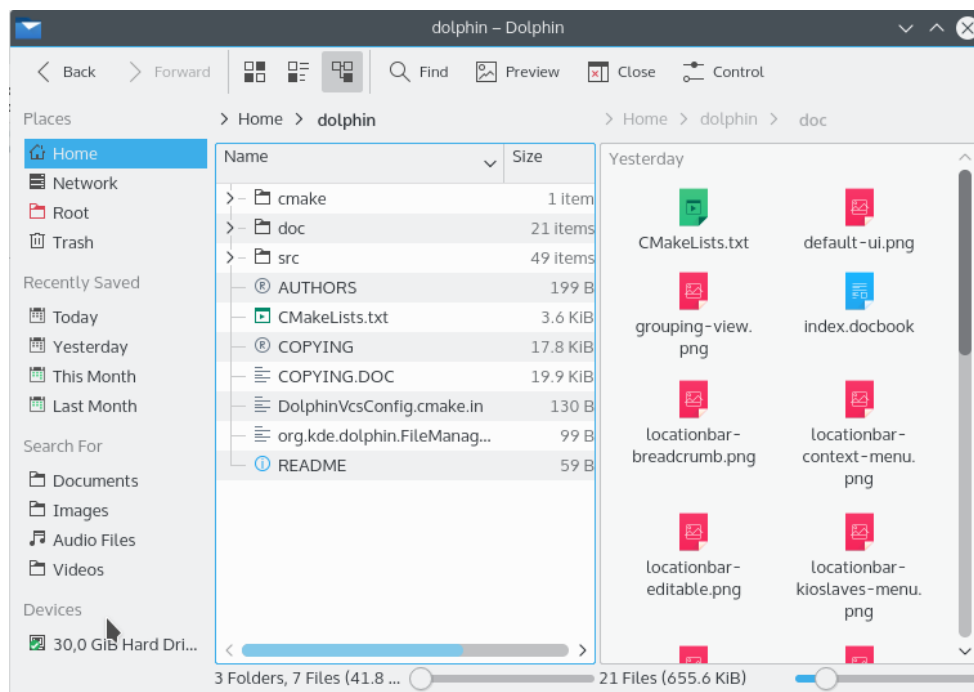 dolphin – Dolphin
Back
Forward
Find
Preview
Close
Control
Places
Home
Network
Root
Trash
Recently Saved
Today
Yesterday
This Month
Last Month
Search For
Documents
Images
Audio Files
Videos
Devices
30,0 GiB Hard Dri...
> Home > dolphin
Name Size
cmake 1 item
doc 21 items
src 49 items
AUTHORS 199 B
CMakeLists.txt 3.6 KiB
COPYING 17.8 KiB
COPYING.DOC 19.9 KiB
DolphinVcsConfig.cmake.in 130 B
org.kde.dolphin.FileManag... 99 B
README 59 B
3 Folders, 7 Files (41.8 ...
> Home > dolphin > doc
Yesterday
CMakeLists.txt
default-ui.png
grouping-view.
png
index.docbook
locationbar-
breadcrumb.png
locationbar-
context-menu.
png
locationbar-
editable.png
locationbar-
kioslaves-menu.
png
21 Files (655.6 KiB)